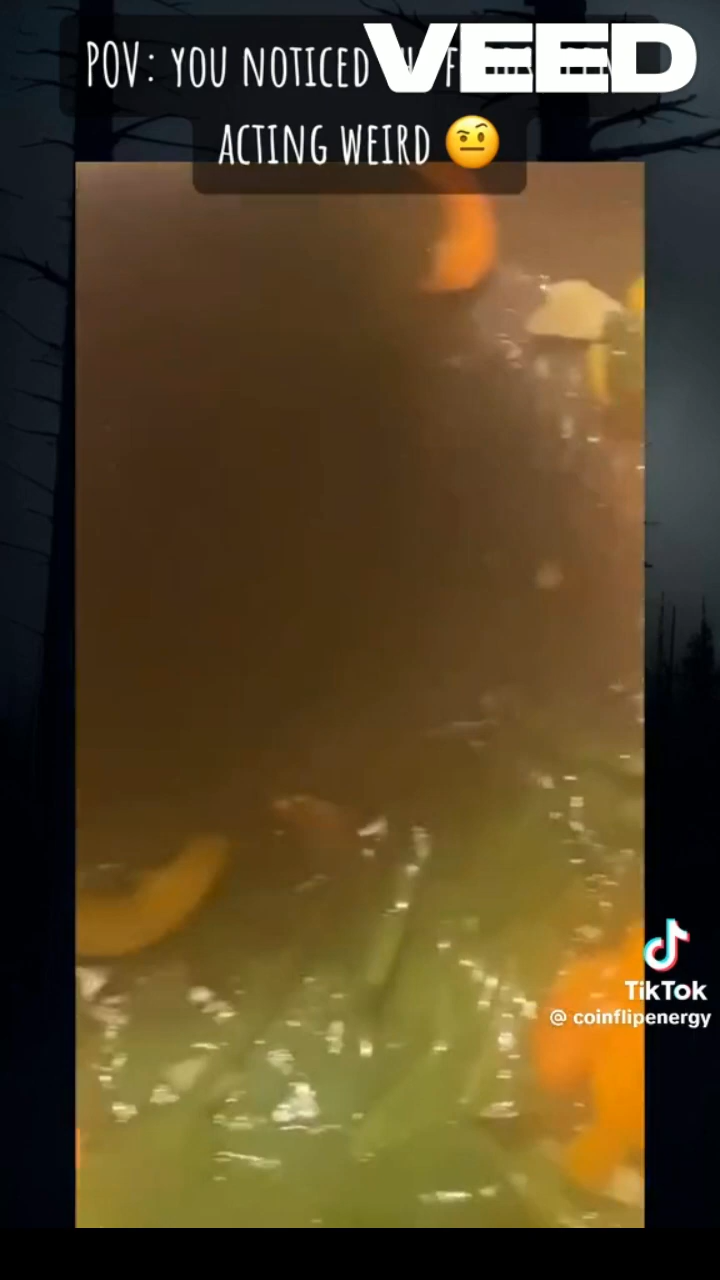 POV: YOU NOTICED
VEED
ACTING WEIRD 🤨
TikTok
@ coinflipenergy